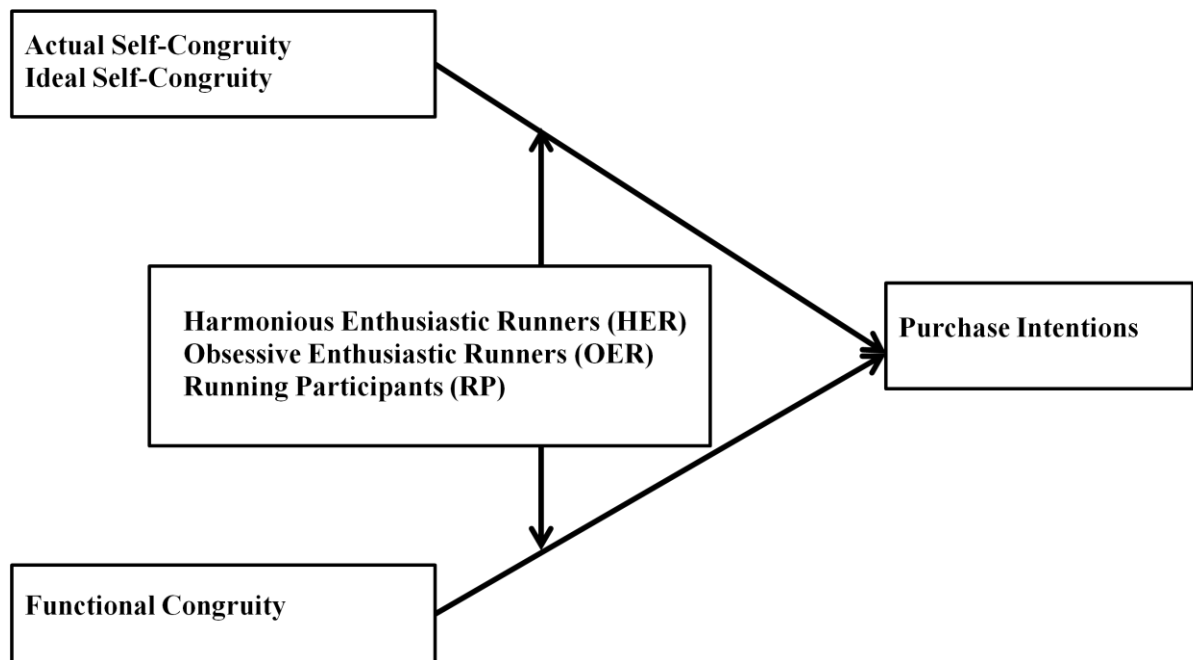 Actual Self-Congruity
Ideal Self-Congruity
Harmonious Enthusiastic Runners (HER)
Obsessive Enthusiastic Runners (OER)
Running Participants (RP)
Purchase Intentions
Functional Congruity